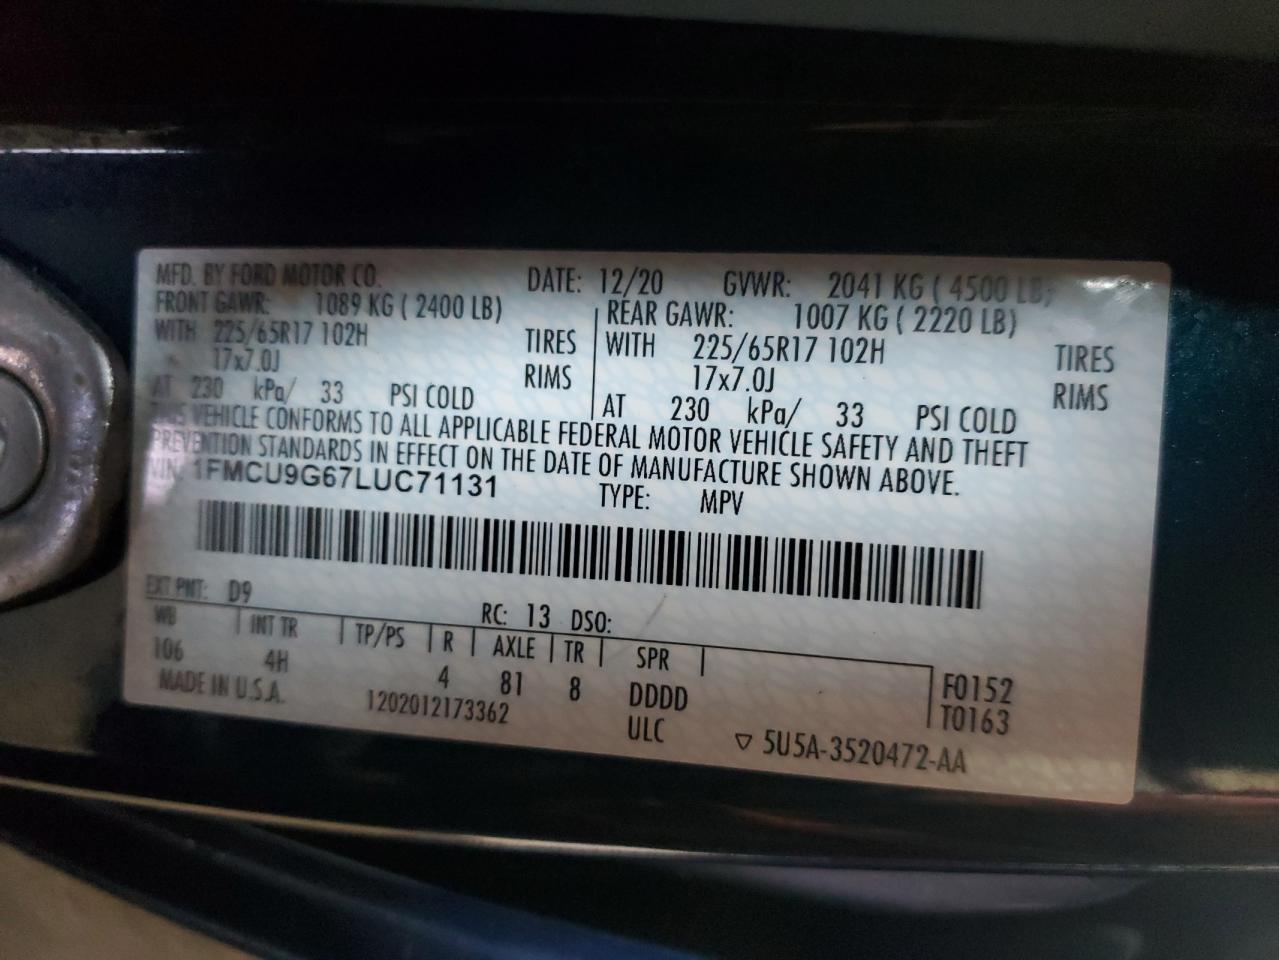 MFD. BY FORD MOTOR CO. DATE: 12/20 GVWR: 2041 KG ( 4500 LB)
FRONT GAWR: 1089 KG ( 2400 LB) REAR GAWR: 1007 KG ( 2220 LB)
WITH 225/65R17 102H TIRES WITH 225/65R17 102H TIRES
17x7.0J RIMS 17x7.0J RIMS
AT 230 kPa/ 33 PSI COLD AT 230 kPa/ 33 PSI COLD
THIS VEHICLE CONFORMS TO ALL APPLICABLE FEDERAL MOTOR VEHICLE SAFETY AND THEFT
PREVENTION STANDARDS IN EFFECT ON THE DATE OF MANUFACTURE SHOWN ABOVE.
VIN: 1FMCU9G67LUC71131 TYPE: MPV
EXT PNT: D9 RC: 13 DSO:
WB INT TR TP/PS R AXLE TR SPR
106 4H 4 81 8 DDDD F0152
MADE IN U.S.A. 1202012173362 ULC T0163
▽ 5U5A-3520472-AA